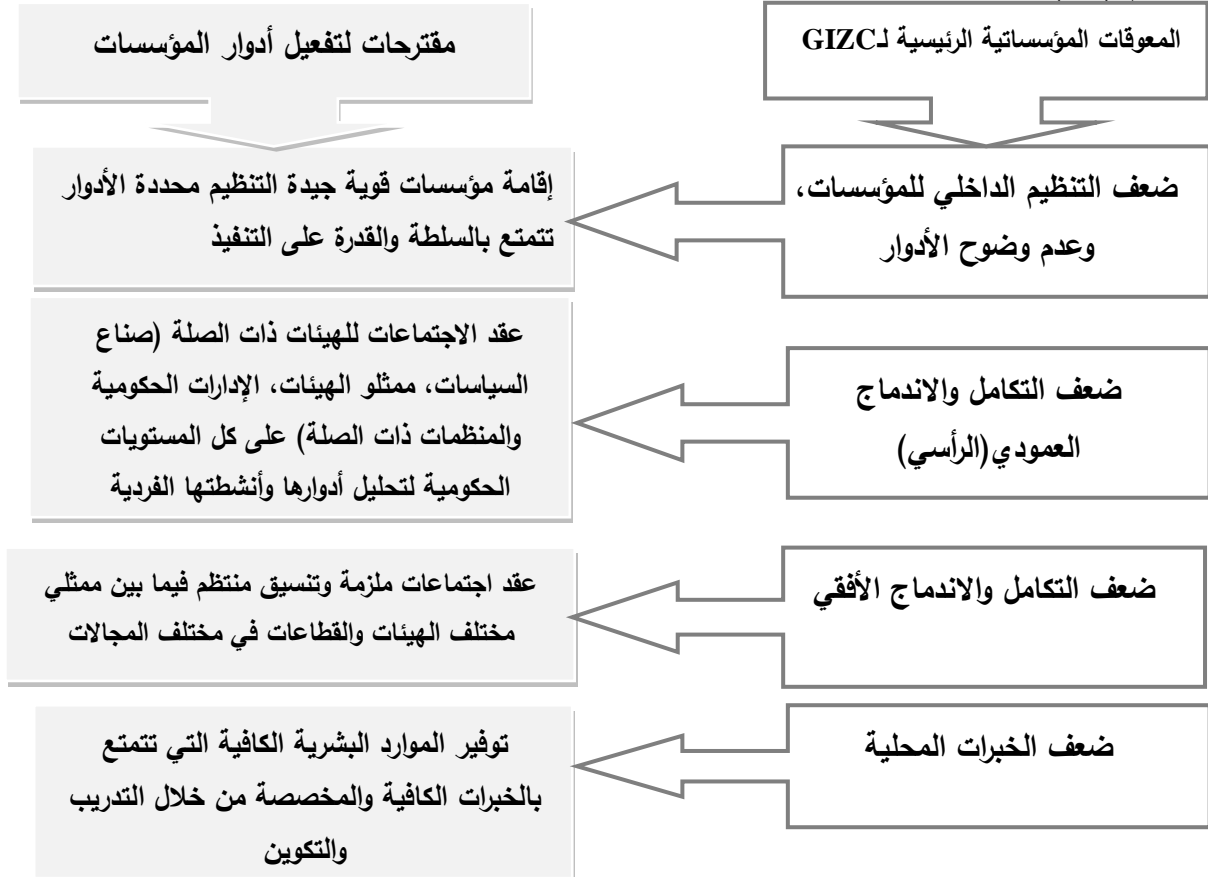 المعوقات المؤسساتية الرئيسية لـGIZC
مقترحات لتفعيل أدوار المؤسسات
ضعف التنظيم الداخلي للمؤسسات،
وعدم وضوح الأدوار
إقامة مؤسسات قوية جيدة التنظيم محددة الأدوار
تتمتع بالسلطة والقدرة على التنفيذ
ضعف التكامل والاندماج
العمودي(الرأسي)
عقد الاجتماعات للهيئات ذات الصلة (صناع
السياسات، ممثلو الهيئات، الإدارات الحكومية
والمنظمات ذات الصلة) على كل المستويات
الحكومية لتحليل أدوارها وأنشطتها الفردية
ضعف التكامل والاندماج الأفقي
عقد اجتماعات ملزمة وتنسيق منتظم فيما بين ممثلي
مختلف الهيئات والقطاعات في مختلف المجالات
ضعف الخبرات المحلية
توفير الموارد البشرية الكافية التي تتمتع
بالخبرات الكافية والمخصصة من خلال التدريب
والتكوين